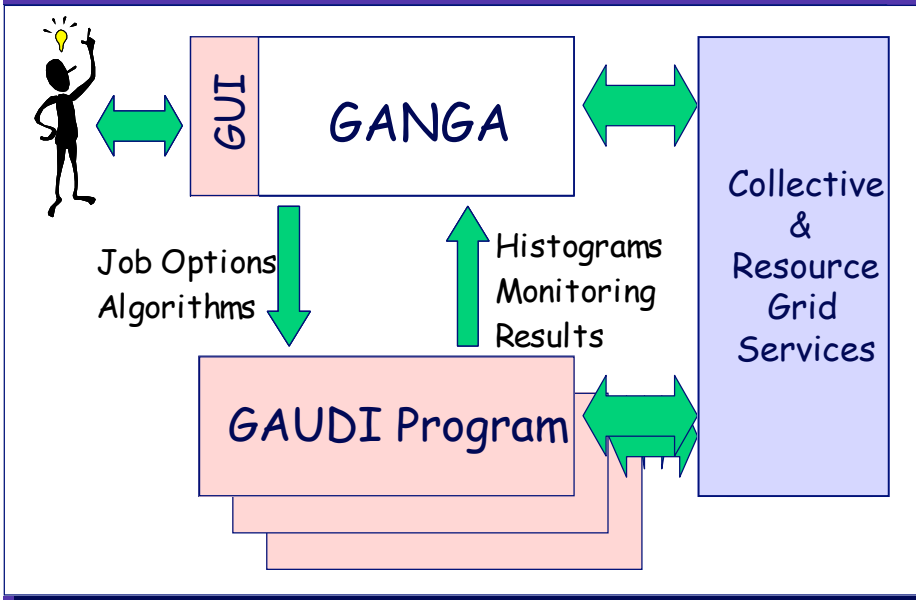 GUI
GANGA
Collective
&
Resource
Grid
Services
Job Options
Algorithms
Histograms
Monitoring
Results
GAUDI Program